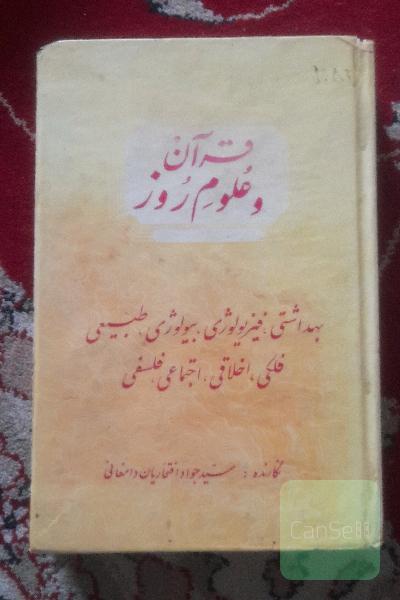 قرآن
و علوم روز
بهداشتی، فیزیولوژی، بیولوژی، طبیعی
فلکی، اخلاقی، اجتماعی، فلسفی
نگارنده: سید جواد افتخاریان دامغانی
CanSell